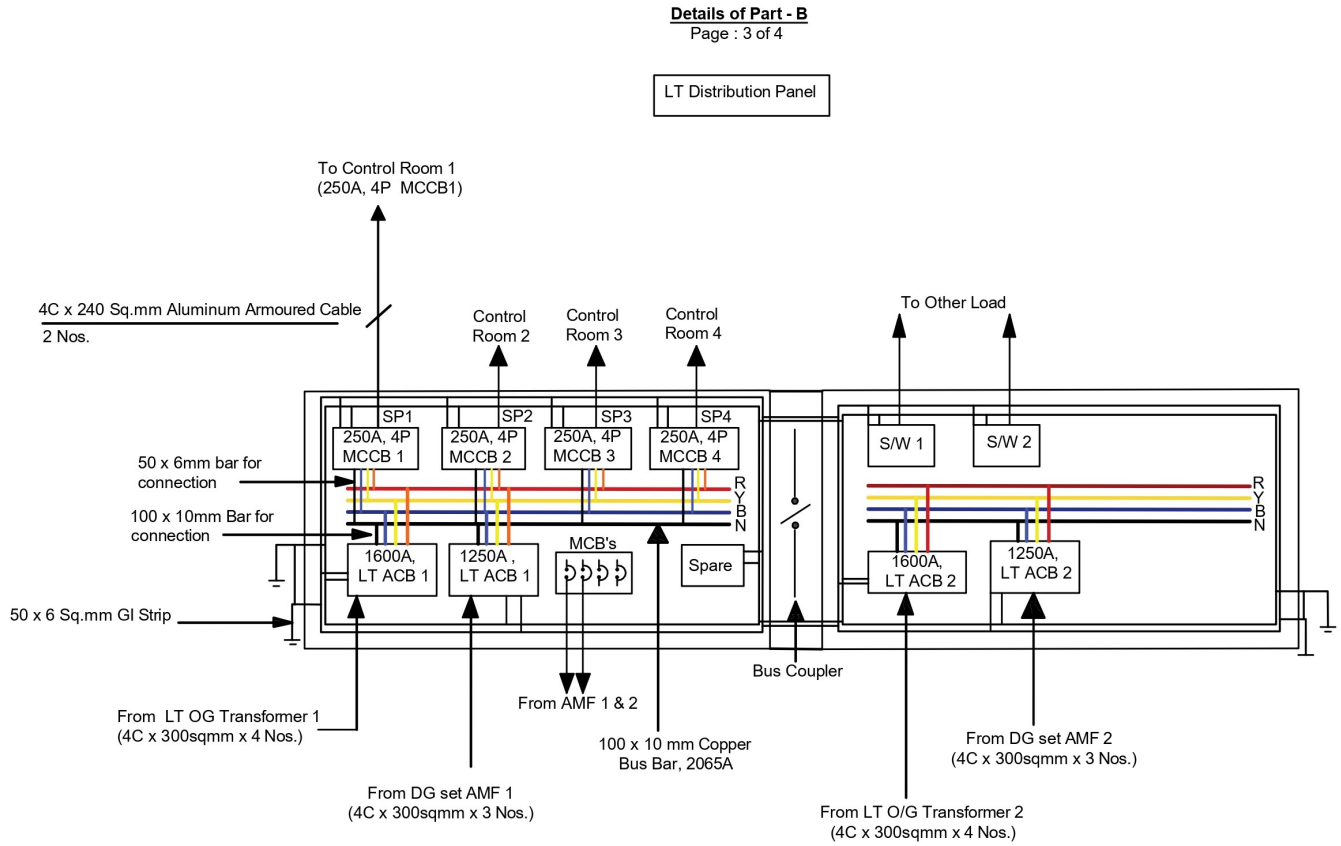 Details of Part - B
Page : 3 of 4
LT Distribution Panel
To Control Room 1
(250A, 4P MCCB1)
4C x 240 Sq.mm Aluminum Armoured Cable
2 Nos.
Control
Room 2
Control
Room 3
Control
Room 4
To Other Load
SP1
SP2
SP3
SP4
250A, 4P
MCCB 1
250A, 4P
MCCB 2
250A, 4P
MCCB 3
250A, 4P
MCCB 4
S/W 1
S/W 2
50 x 6mm bar for
connection
100 x 10mm Bar for
connection
R
Y
B
N
R
Y
B
N
1600A,
LT ACB 1
1250A ,
LT ACB 1
MCB's
Spare
1600A,
LT ACB 2
1250A,
LT ACB 2
50 x 6 Sq.mm GI Strip
Bus Coupler
From AMF 1 & 2
From LT OG Transformer 1
(4C x 300sqmm x 4 Nos.)
100 x 10 mm Copper
Bus Bar, 2065A
From DG set AMF 2
(4C x 300sqmm x 3 Nos.)
From DG set AMF 1
(4C x 300sqmm x 3 Nos.)
From LT O/G Transformer 2
(4C x 300sqmm x 4 Nos.)